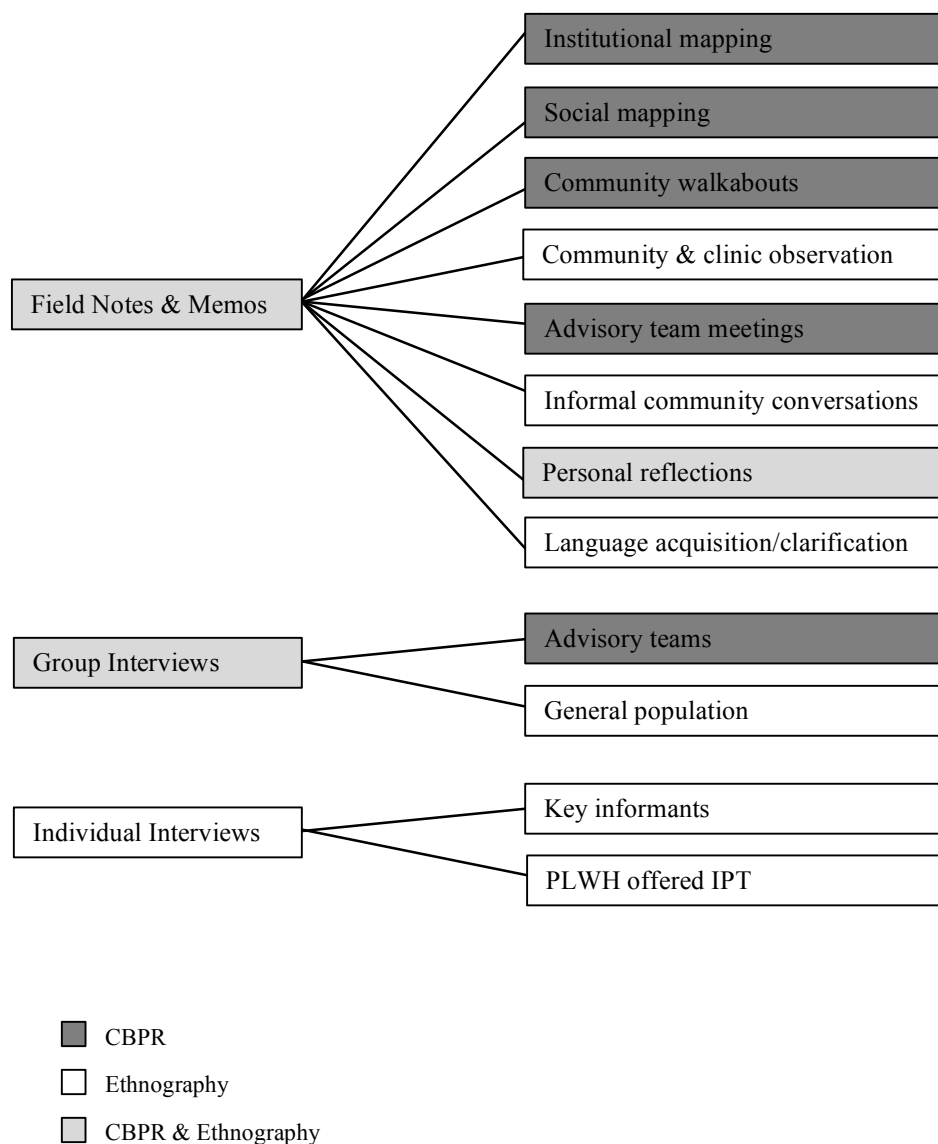 Institutional mapping
Social mapping
Community walkabouts
Community & clinic observation
Field Notes & Memos
Advisory team meetings
Informal community conversations
Personal reflections
Language acquisition/clarification
Advisory teams
Group Interviews
General population
Key informants
Individual Interviews
PLWH offered IPT
CBPR
Ethnography
CBPR & Ethnography